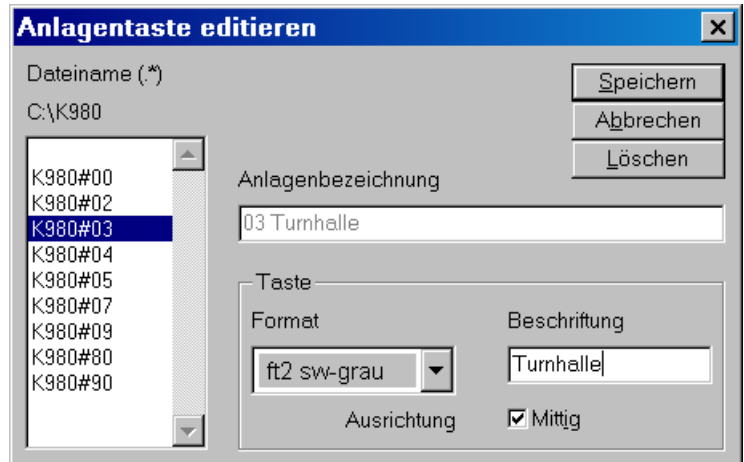 Anlagentaste editieren
Dateiname (.*)
C:\K980
K980#00
K980#02
K980#03
K980#04
K980#05
K980#07
K980#09
K980#80
K980#90
Speichern
Abbrechen
Löschen
Anlagenbezeichnung
03 Turnhalle
Taste
Format
Beschriftung
ft2 sw-grau
Turnhalle
Ausrichtung
Mittig